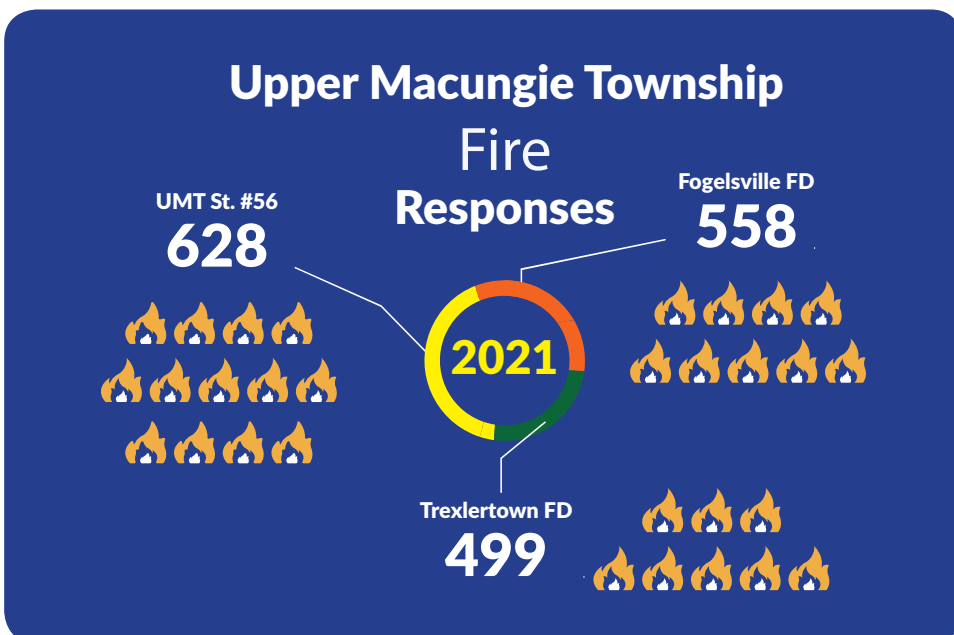 Upper Macungie Township
Fire
Responses
UMT St. #56
628
Fogelsville FD
558
2021
Trexlertown FD
499